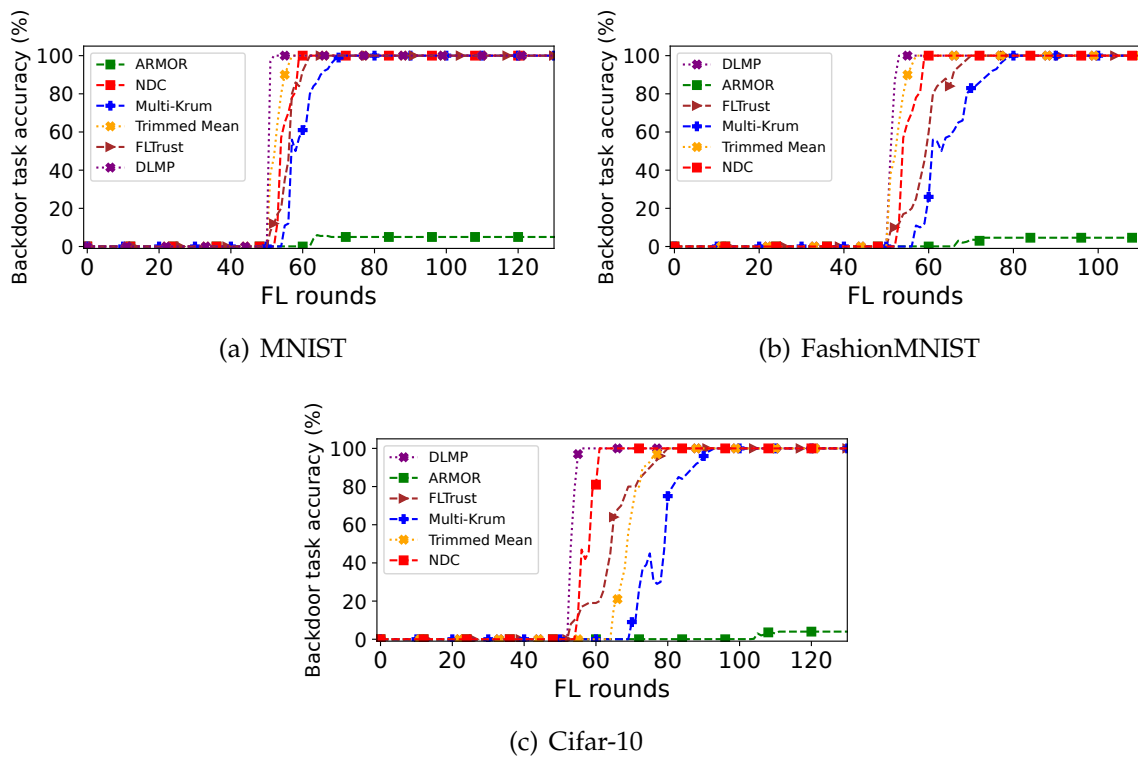 Backdoor task accuracy (%)
100
80
60
40
20
0
ARMOR
NDC
Multi-Krum
Trimmed Mean
FLTrust
DLMP
0 20 40 60 80 100 120
FL rounds
(a) MNIST
Backdoor task accuracy (%)
100
80
60
40
20
0
DLMP
ARMOR
FLTrust
Multi-Krum
Trimmed Mean
NDC
0 20 40 60 80 100
FL rounds
(b) FashionMNIST
Backdoor task accuracy (%)
100
80
60
40
20
0
DLMP
ARMOR
FLTrust
Multi-Krum
Trimmed Mean
NDC
0 20 40 60 80 100 120
FL rounds
(c) Cifar-10